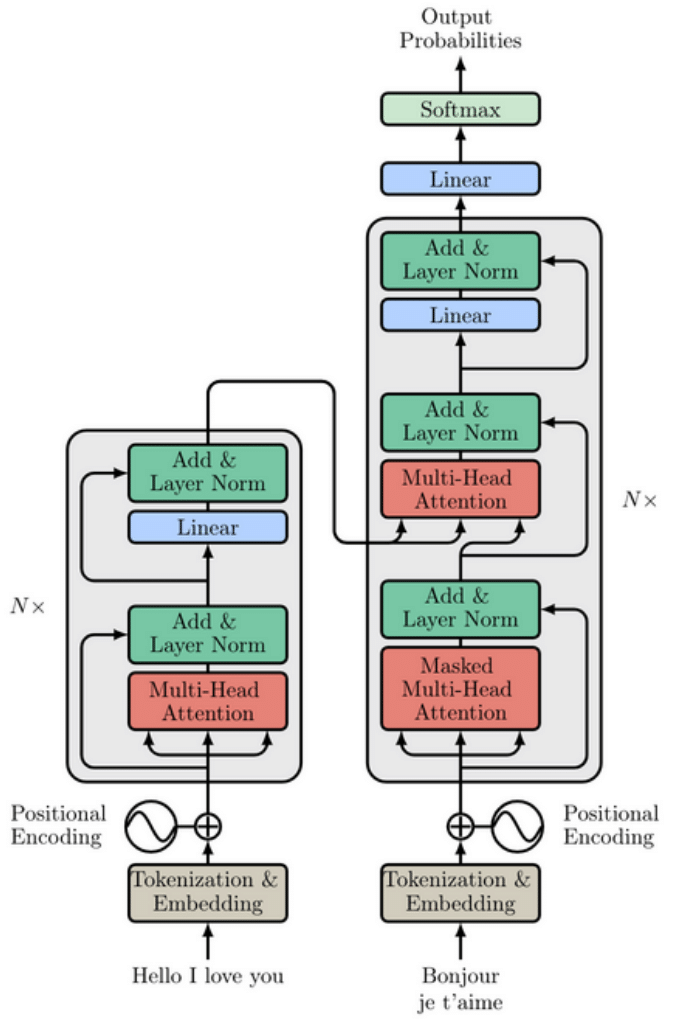 Output
Probabilities
Softmax
Linear
Add &
Layer Norm
Linear
Add &
Layer Norm
Multi-Head
Attention
N×
Add &
Layer Norm
Masked
Multi-Head
Attention
Positional
Encoding
Tokenization &
Embedding
Bonjour
je t'aime
Add &
Layer Norm
Linear
N×
Add &
Layer Norm
Multi-Head
Attention
Positional
Encoding
Tokenization &
Embedding
Hello I love you